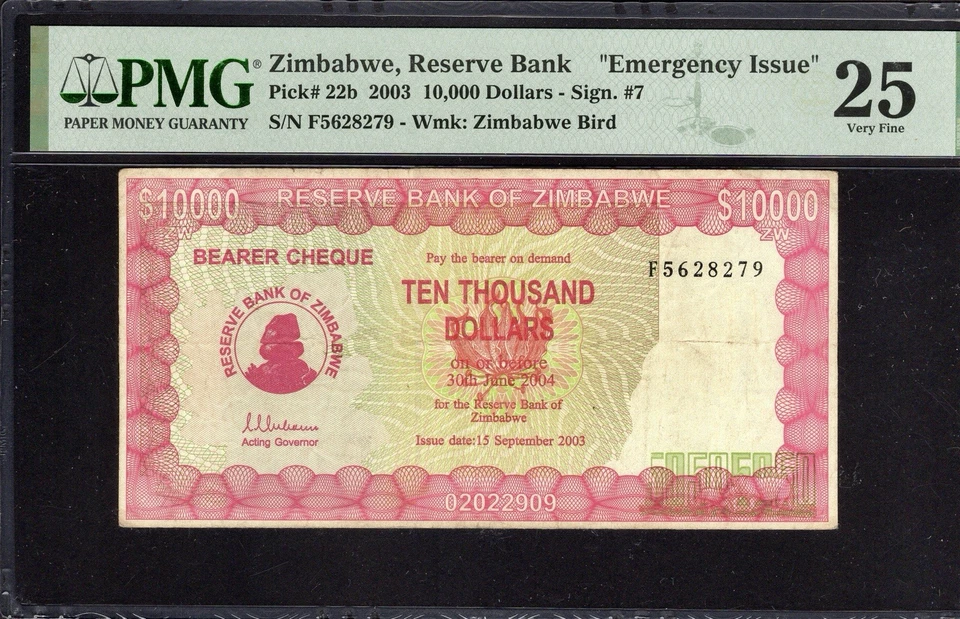 PMG®
PAPER MONEY GUARANTY
Zimbabwe, Reserve Bank "Emergency Issue"
Pick# 22b 2003 10,000 Dollars - Sign. #7
S/N F5628279 - Wmk: Zimbabwe Bird
25
Very Fine
$10000 RESERVE BANK OF ZIMBABWE $10000
ZW ZW
BEARER CHEQUE
Pay the bearer on demand
F5628279
TEN THOUSAND
DOLLARS
RESERVE BANK OF ZIMBABWE
on or before
30th June 2004
for the Reserve Bank of
Zimbabwe
Acting Governor
Issue date:15 September 2003
02022909